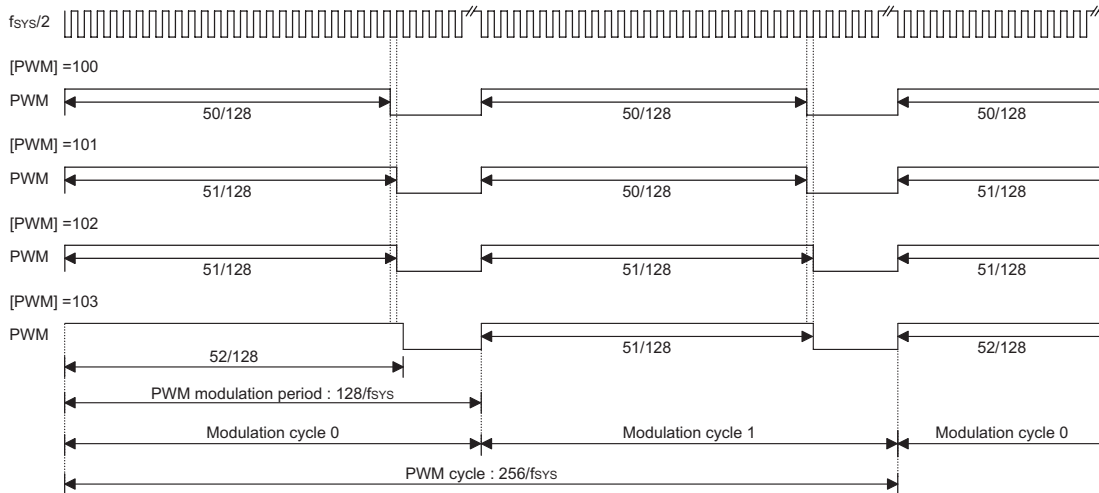 fSYS/2
[PWM] =100
PWM
50/128 50/128 50/128
[PWM] =101
PWM
51/128 50/128 51/128
[PWM] =102
PWM
51/128 51/128 51/128
[PWM] =103
PWM
52/128 51/128 52/128
PWM modulation period : 128/fSYS
Modulation cycle 0 Modulation cycle 1 Modulation cycle 0
PWM cycle : 256/fSYS